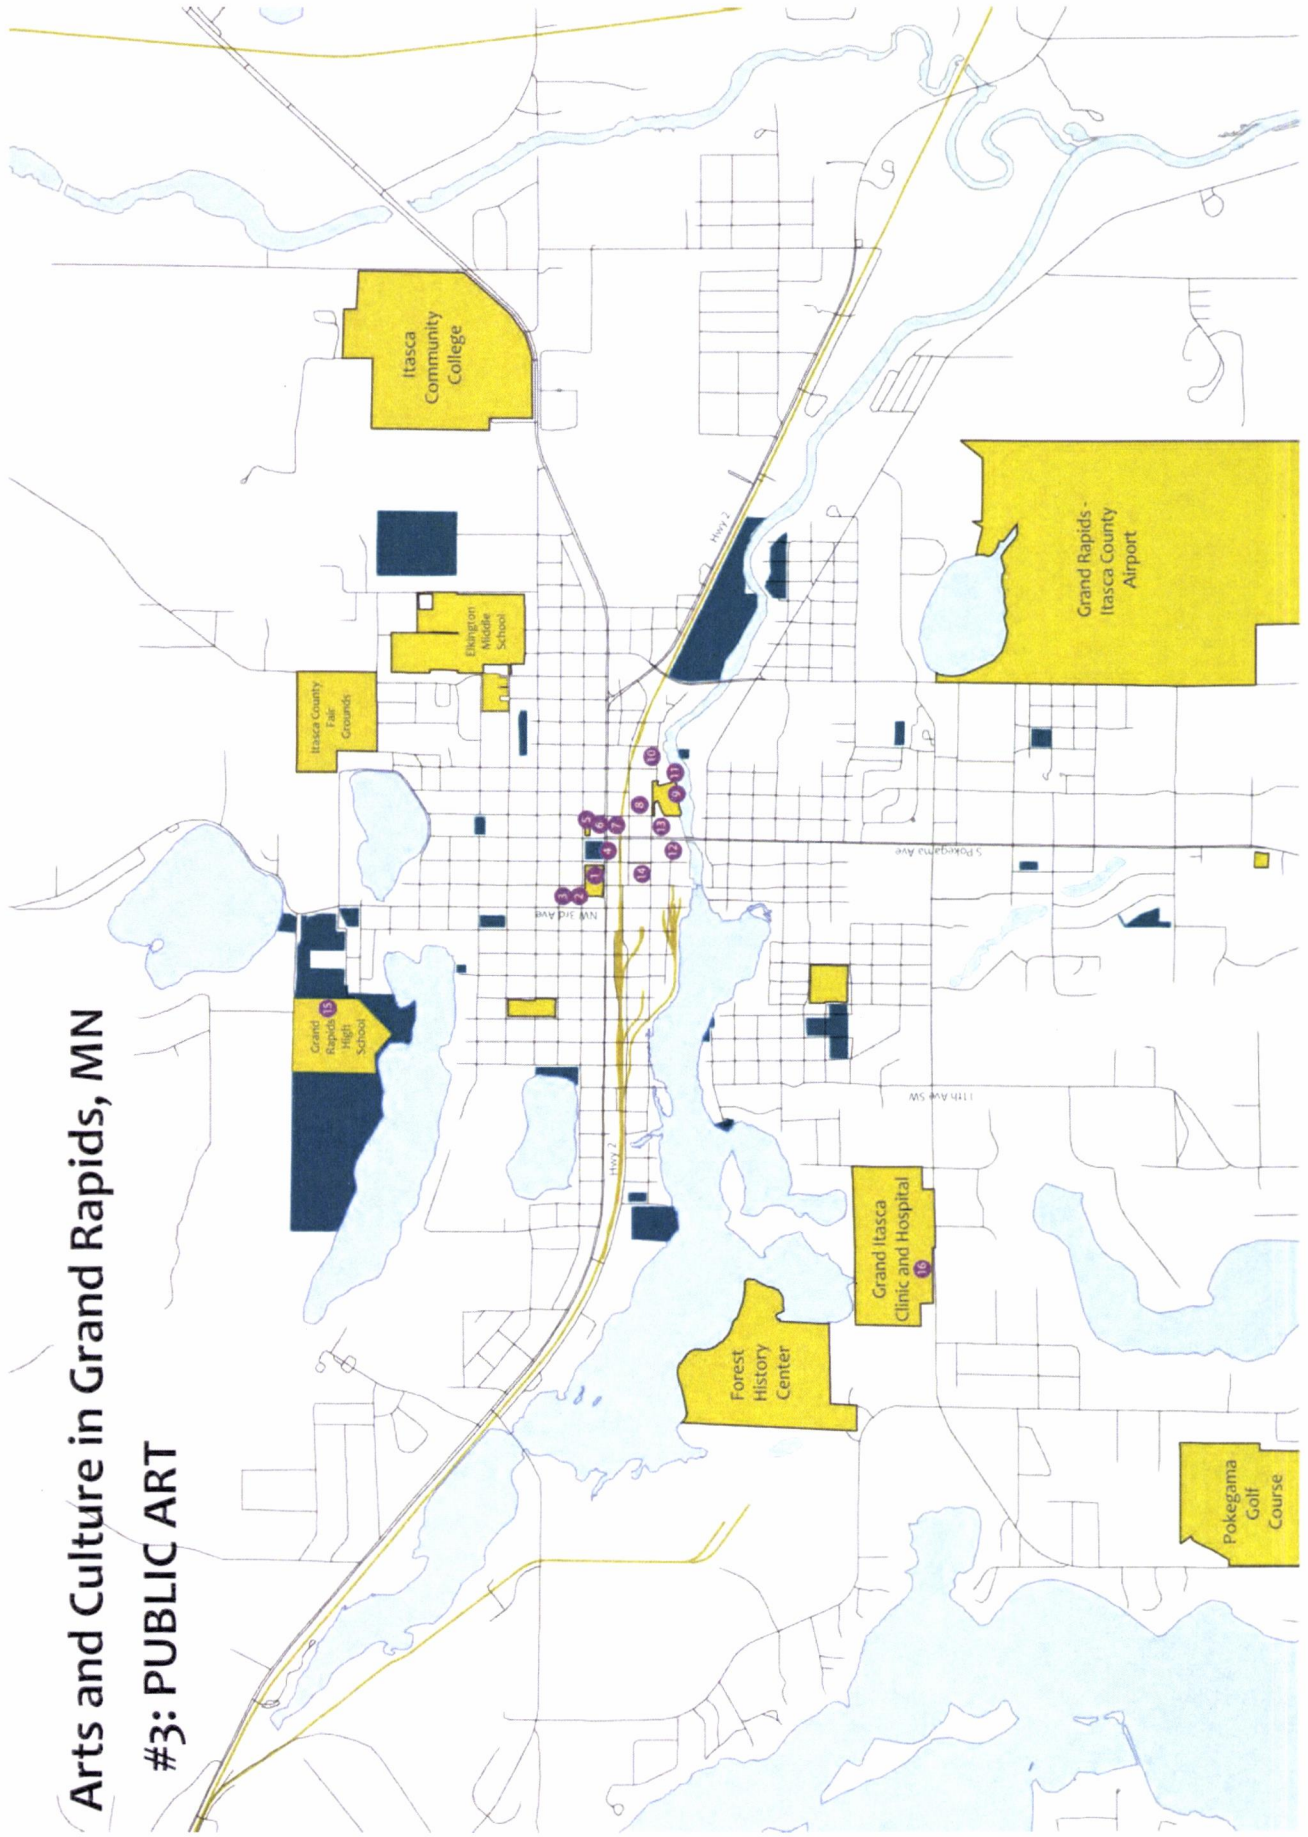 Arts and Culture in Grand Rapids, MN
#3: PUBLIC ART
Grand
Rapids
High
School
15
Itasca County
Fair
Grounds
Elkington
Middle
School
Itasca
Community
College
NW 3rd Ave
3
2
1
4
5
6
7
8
10
11
9
13
12
14
Hwy 2
Hwy 2
S Pokegama Ave
11th Ave SW
Forest
History
Center
Grand Itasca
Clinic and Hospital
16
Grand Rapids -
Itasca County
Airport
Pokegama
Golf
Course